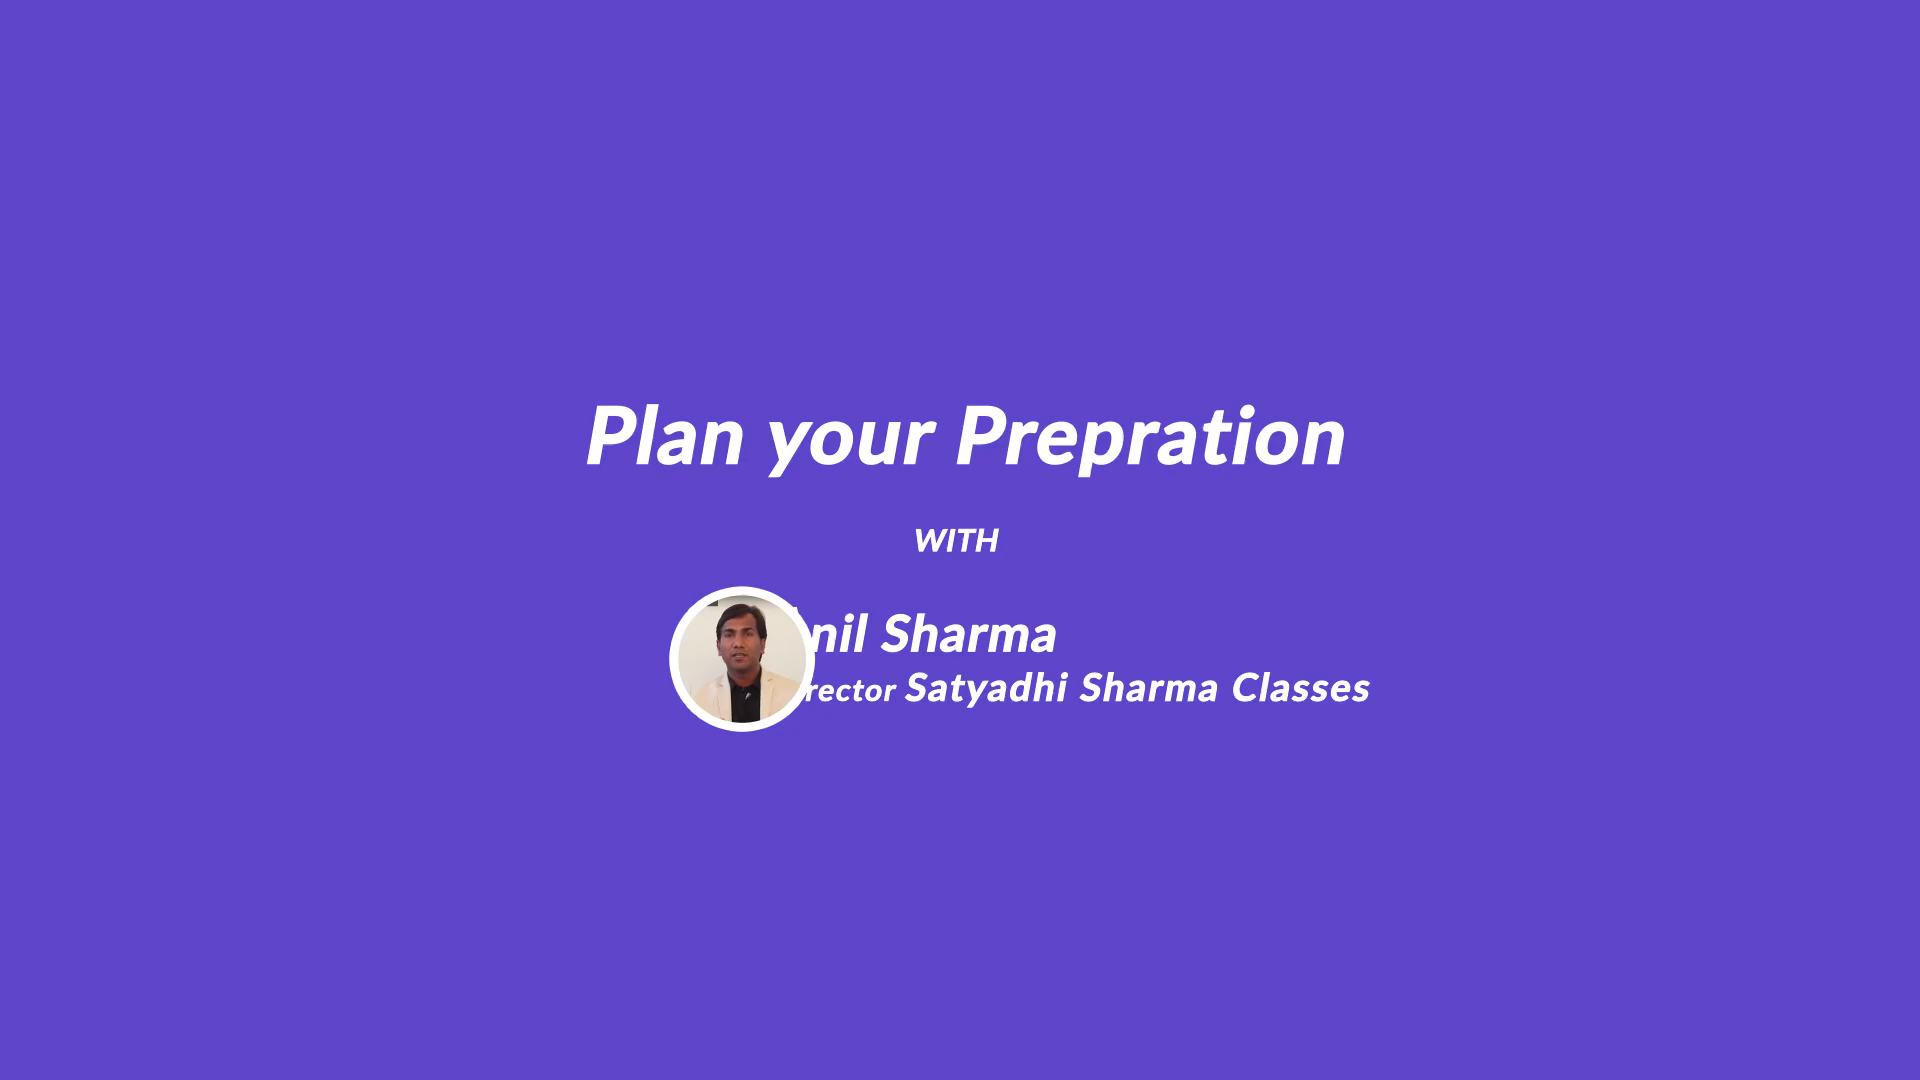 Plan your Prepration
WITH
nil Sharma
rector Satyadhi Sharma Classes